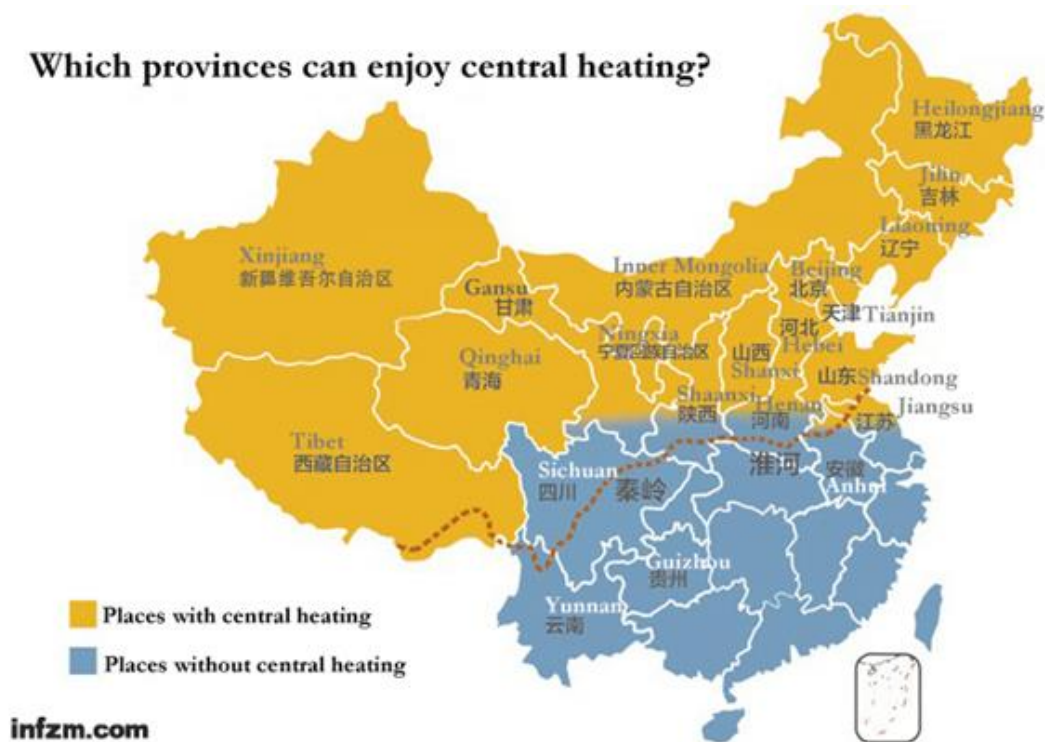 Which provinces can enjoy central heating?
Heilongjiang
黑龙江
Jilin
吉林
Liaoning
辽宁
Xinjiang
新鼻维吾尔自治区
Inner Mongolia
内蒙古自治区
Beijing
北京
Gansu
甘肃
天津 Tianjin
河北
Hebei
Ningxia
宁夏回族自治区
山西
Shanxi
Qinghai
青海
山东 Shandong
Shaanxi
陕西
Henan
河南
Jiangsu
江苏
Tibet
西藏自治区
Sichuan
四川
秦岭
淮河
安徽
Anhui
Guizhou
贵州
Yunnan
云南
Places with central heating
Places without central heating
infzm.com